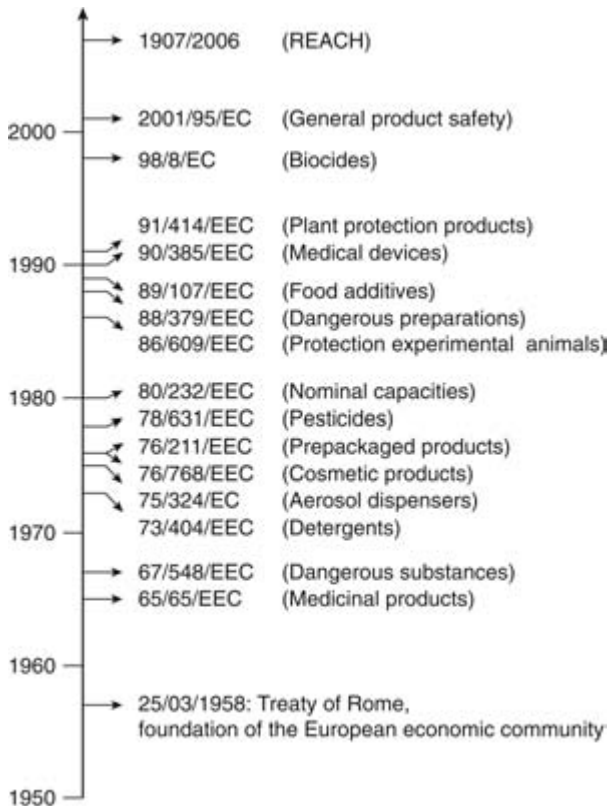 1907/2006 (REACH)
2001/95/EC (General product safety)
2000
98/8/EC (Biocides)
91/414/EEC (Plant protection products)
90/385/EEC (Medical devices)
1990
89/107/EEC (Food additives)
88/379/EEC (Dangerous preparations)
86/609/EEC (Protection experimental animals)
80/232/EEC (Nominal capacities)
1980
78/631/EEC (Pesticides)
76/211/EEC (Prepackaged products)
76/768/EEC (Cosmetic products)
75/324/EC (Aerosol dispensers)
73/404/EEC (Detergents)
1970
67/548/EEC (Dangerous substances)
65/65/EEC (Medicinal products)
1960
25/03/1958: Treaty of Rome,
foundation of the European economic community
1950